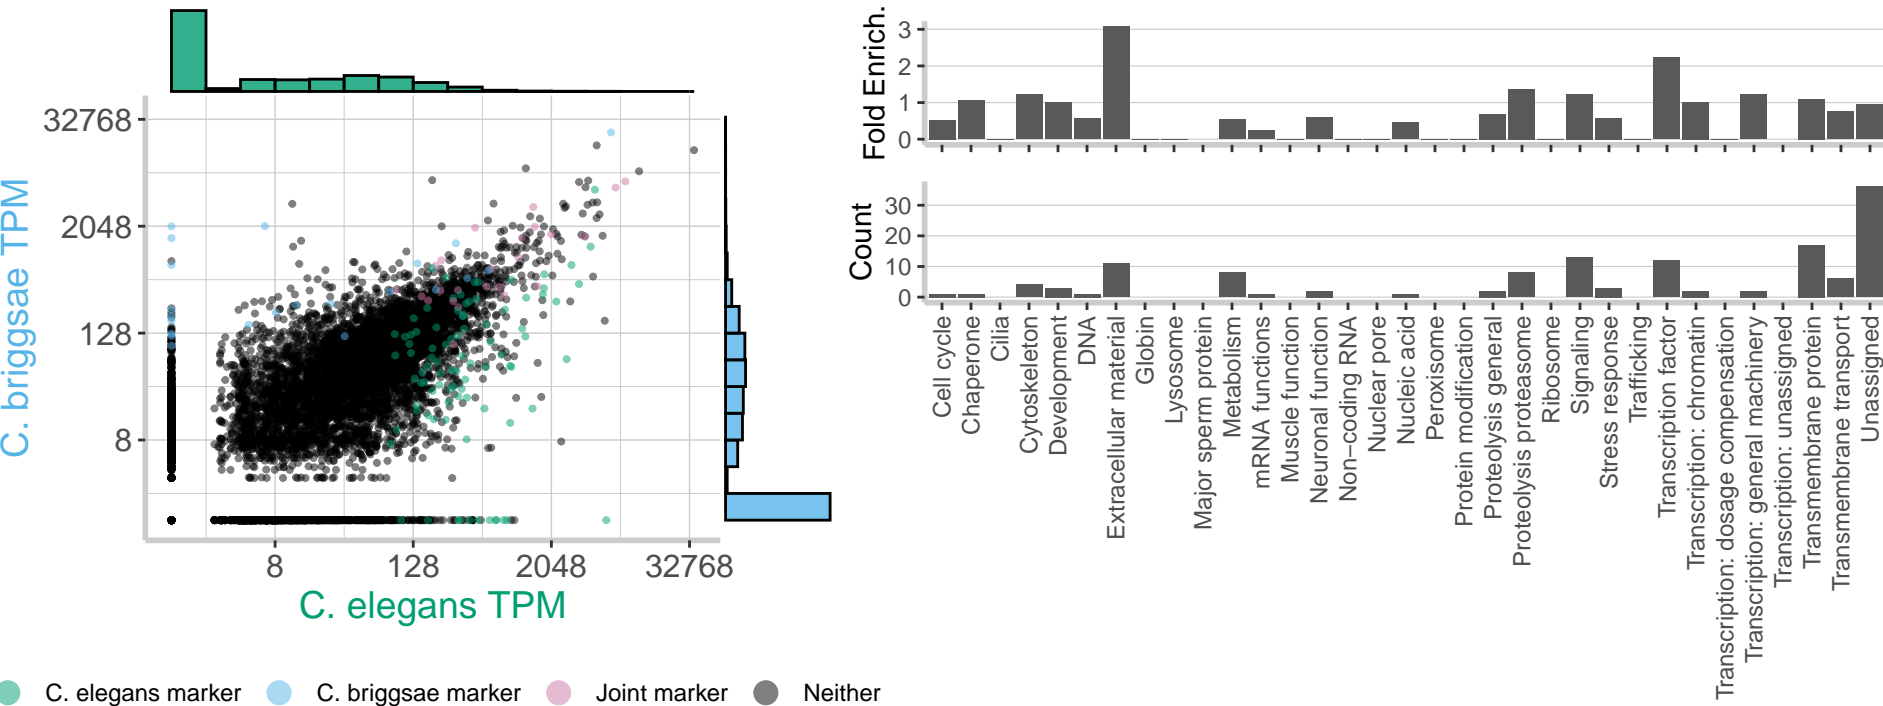 32768
2048
128
8
C. briggsae TPM
8
128
2048
32768
C. elegans TPM
C. elegans marker
C. briggsae marker
Joint marker
Neither
Fold Enrich.
3
2
1
0
Count
30
20
10
0
Cell cycle
Chaperone
Cilia
Cytoskeleton
Development
DNA
Extracellular material
Globin
Lysosome
Major sperm protein
Metabolism
mRNA functions
Muscle function
Neuronal function
Non−coding RNA
Nuclear pore
Nucleic acid
Peroxisome
Protein modification
Proteolysis general
Proteolysis proteasome
Ribosome
Signaling
Stress response
Trafficking
Transcription factor
Transcription: chromatin
Transcription: dosage compensation
Transcription: general machinery
Transcription: unassigned
Transmembrane protein
Transmembrane transport
Unassigned